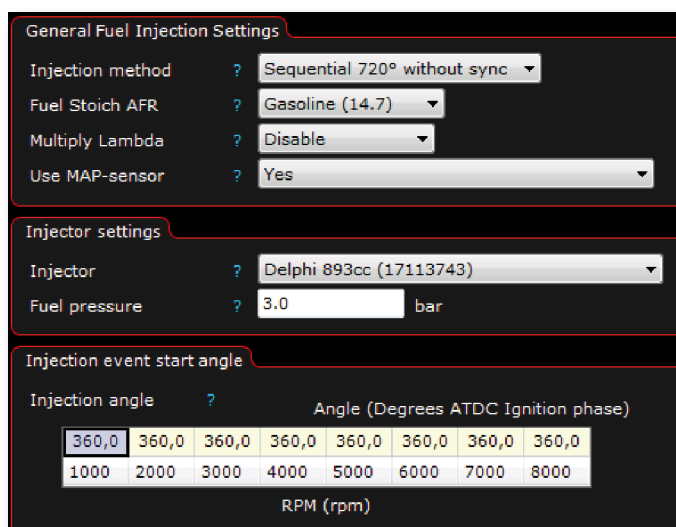 General Fuel Injection Settings
Injection method ? Sequential 720° without sync
Fuel Stoich AFR ? Gasoline (14.7)
Multiply Lambda ? Disable
Use MAP-sensor ? Yes
Injector settings
Injector ? Delphi 893cc (17113743)
Fuel pressure ? 3.0 bar
Injection event start angle
Injection angle ? Angle (Degrees ATDC Ignition phase)
360,0 360,0 360,0 360,0 360,0 360,0 360,0 360,0
1000 2000 3000 4000 5000 6000 7000 8000
RPM (rpm)